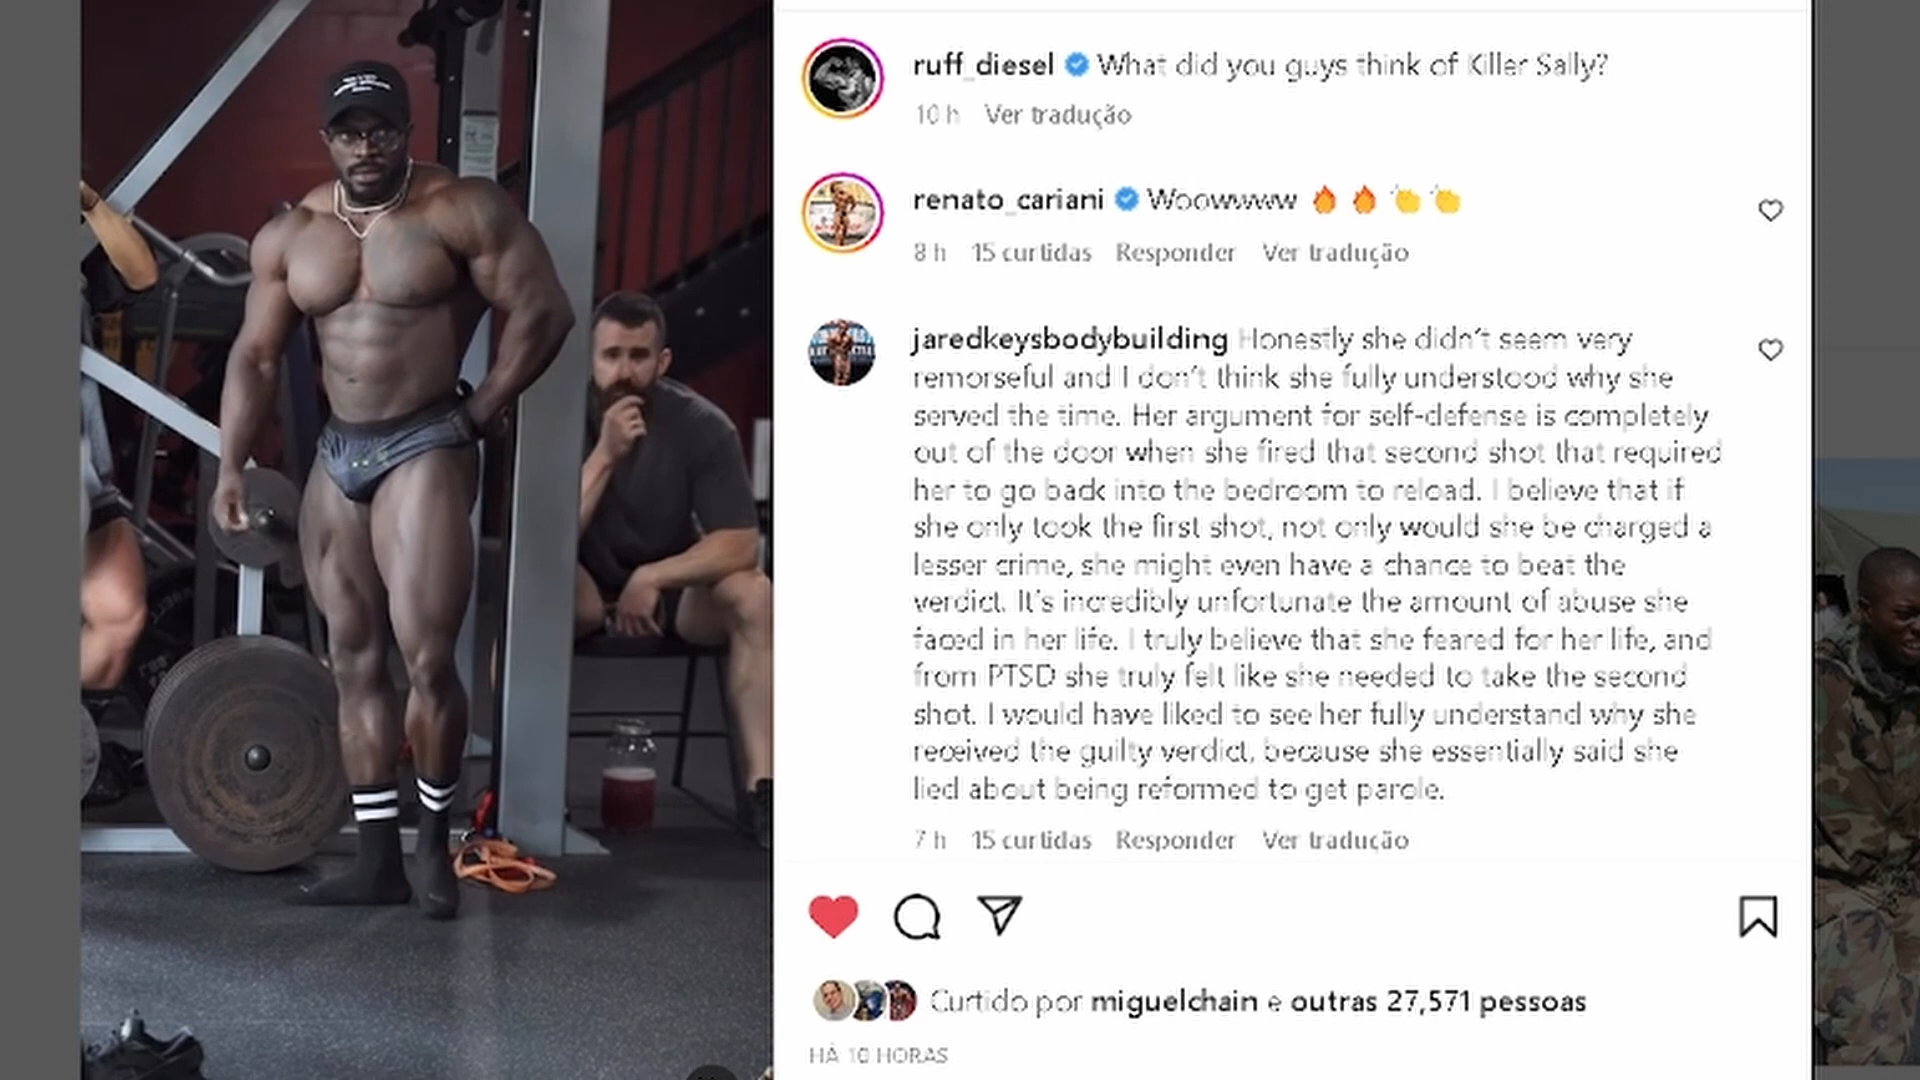 ruff_diesel What did you guys think of Killer Sally?
10 h Ver tradução
renato_cariani Woowwww 🔥 🔥 👏 👏
8 h 15 curtidas Responder Ver tradução
jaredkeysbodybuilding Honestly she didn't seem very
remorseful and I don't think she fully understood why she
served the time. Her argument for self-defense is completely
out of the door when she fired that second shot that required
her to go back into the bedroom to reload. I believe that if
she only took the first shot, not only would she be charged a
lesser crime, she might even have a chance to beat the
verdict. It's incredibly unfortunate the amount of abuse she
faced in her life. I truly believe that she feared for her life, and
from PTSD she truly felt like she needed to take the second
shot. I would have liked to see her fully understand why she
received the guilty verdict, because she essentially said she
lied about being reformed to get parole.
7 h 15 curtidas Responder Ver tradução
Curtido por miguelchain e outras 27,571 pessoas
HÁ 10 HORAS